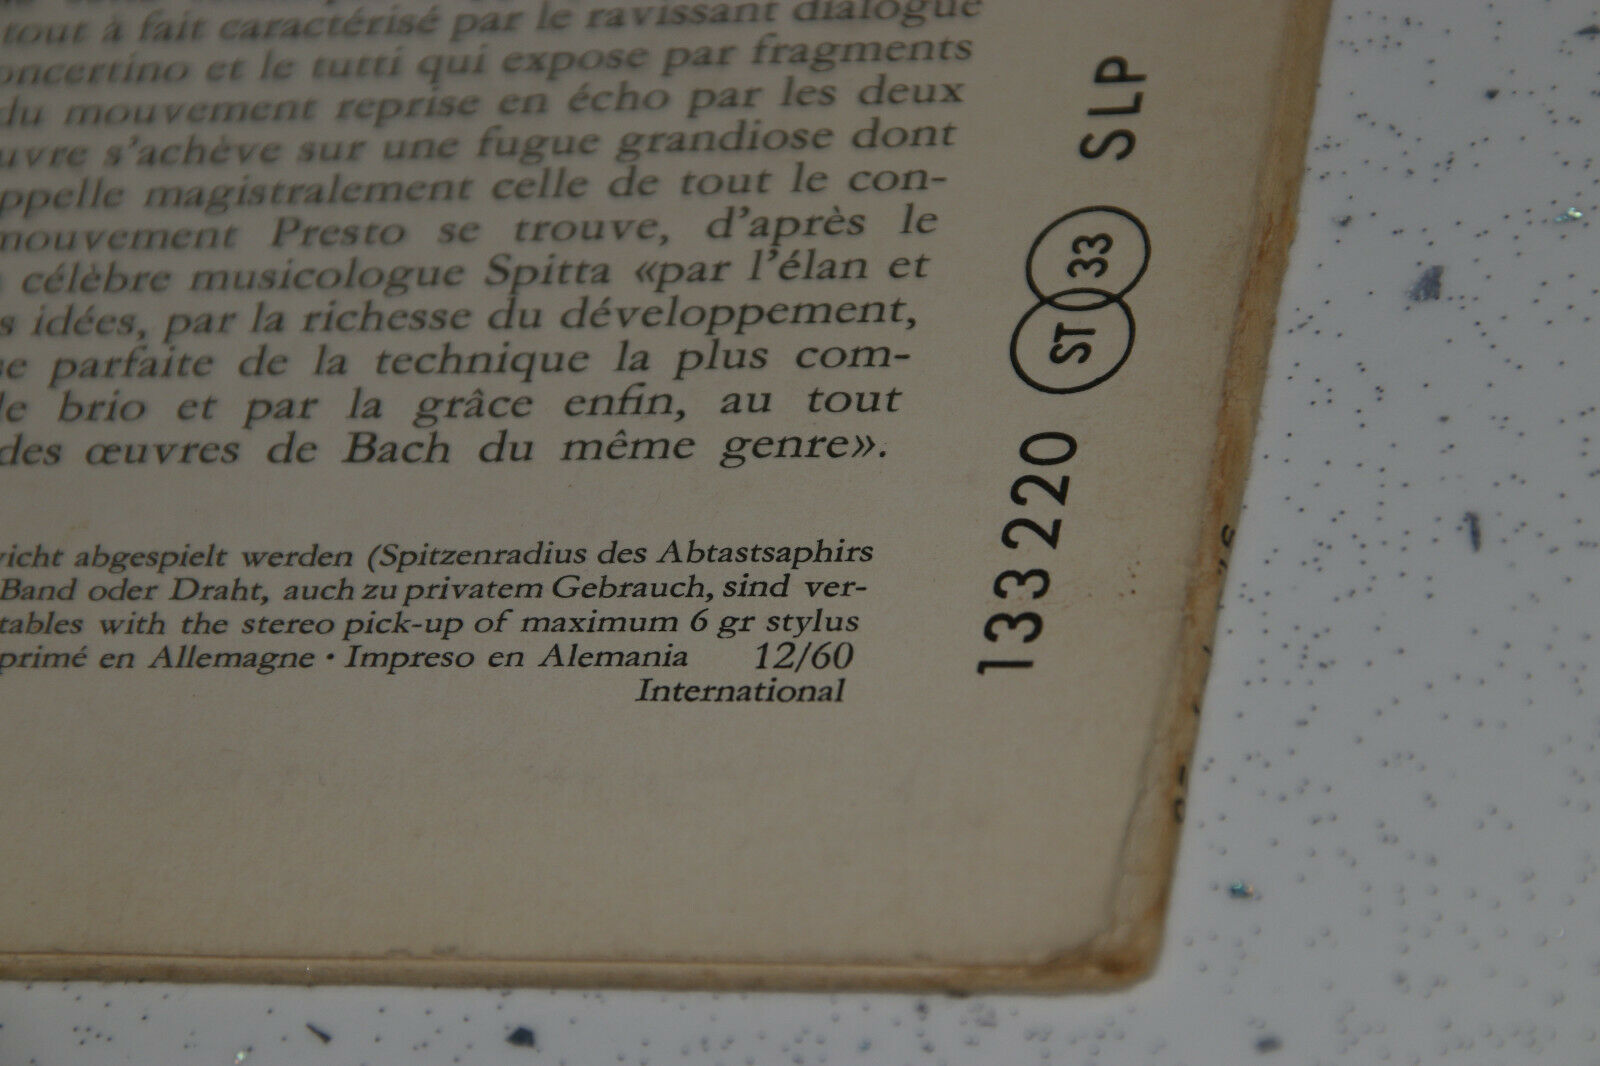 tout à fait caractérisé par le ravissant dialogue
oncertino et le tutti qui expose par fragments
du mouvement reprise en écho par les deux
uvre s'achève sur une fugue grandiose dont
ppelle magistralement celle de tout le con-
mouvement Presto se trouve, d'après le
célèbre musicologue Spitta «par l'élan et
s idées, par la richesse du développement,
se parfaite de la technique la plus com-
le brio et par la grâce enfin, au tout
des œuvres de Bach du même genre».
wicht abgespielt werden (Spitzenradius des Abtastsaphirs
Band oder Draht, auch zu privatem Gebrauch, sind ver-
tables with the stereo pick-up of maximum 6 gr stylus
primé en Allemagne · Impreso en Alemania 12/60
International
133 220 ST 33 SLP